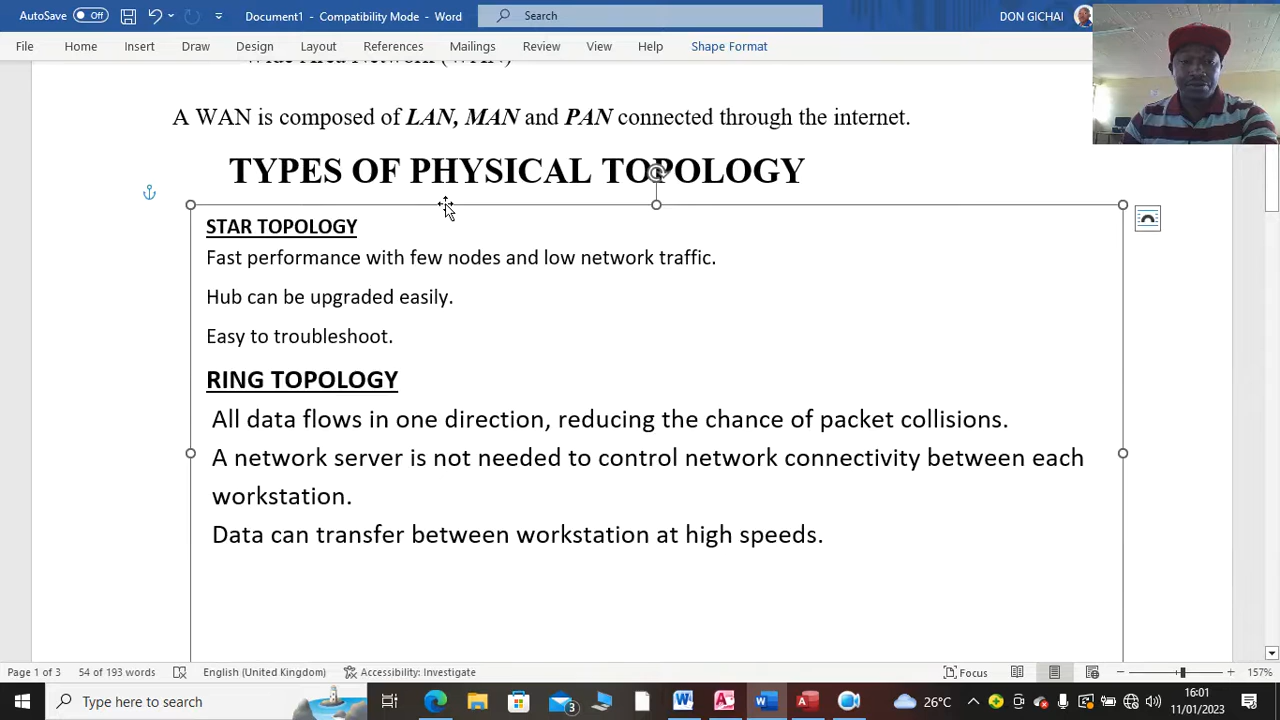 AutoSave Off Document1 - Compatibility Mode - Word Search DON GICHAI
File Home Insert Draw Design Layout References Mailings Review View Help Shape Format
Wide Area Network (WAN)
A WAN is composed of LAN, MAN and PAN connected through the internet.
TYPES OF PHYSICAL TOPOLOGY
STAR TOPOLOGY
Fast performance with few nodes and low network traffic.
Hub can be upgraded easily.
Easy to troubleshoot.
RING TOPOLOGY
All data flows in one direction, reducing the chance of packet collisions.
A network server is not needed to control network connectivity between each
workstation.
Data can transfer between workstation at high speeds.
Page 1 of 3 54 of 193 words English (United Kingdom) Accessibility: Investigate Focus 157%
Type here to search 3 26°C 16:01
11/01/2023